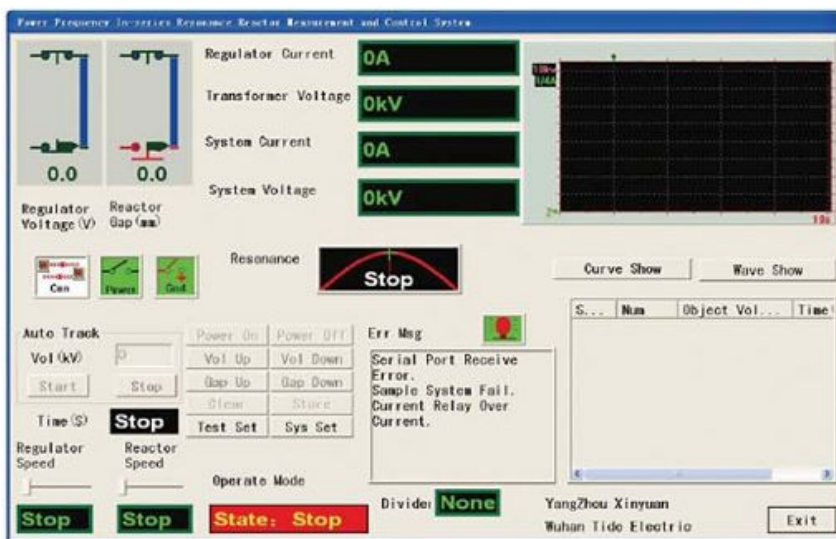 Power Frequency In-series Resonance Reactor Measurement and Control System
Regulator Current
0A
Transformer Voltage
0kV
System Current
0A
System Voltage
0kV
0.0
0.0
Regulator
Voltage(V)
Reactor
Gap(mm)
10s
Com
Power
Gnd
Resonance
Stop
Curve Show
Wave Show
S...
Num
Object Vol...
Time
Auto Track
Vol(kV)
0
Start
Stop
Time(S)
Stop
Power On
Power Off
Vol Up
Vol Down
Gap Up
Gap Down
Clear
Store
Test Set
Sys Set
Err Msg
Serial Port Receive
Error.
Sample System Fail.
Current Relay Over
Current.
Regulator
Speed
Reactor
Speed
Stop
Stop
Operate Mode
State: Stop
Divider
None
YangZhou Xinyuan
Wuhan Tide Electric
Exit